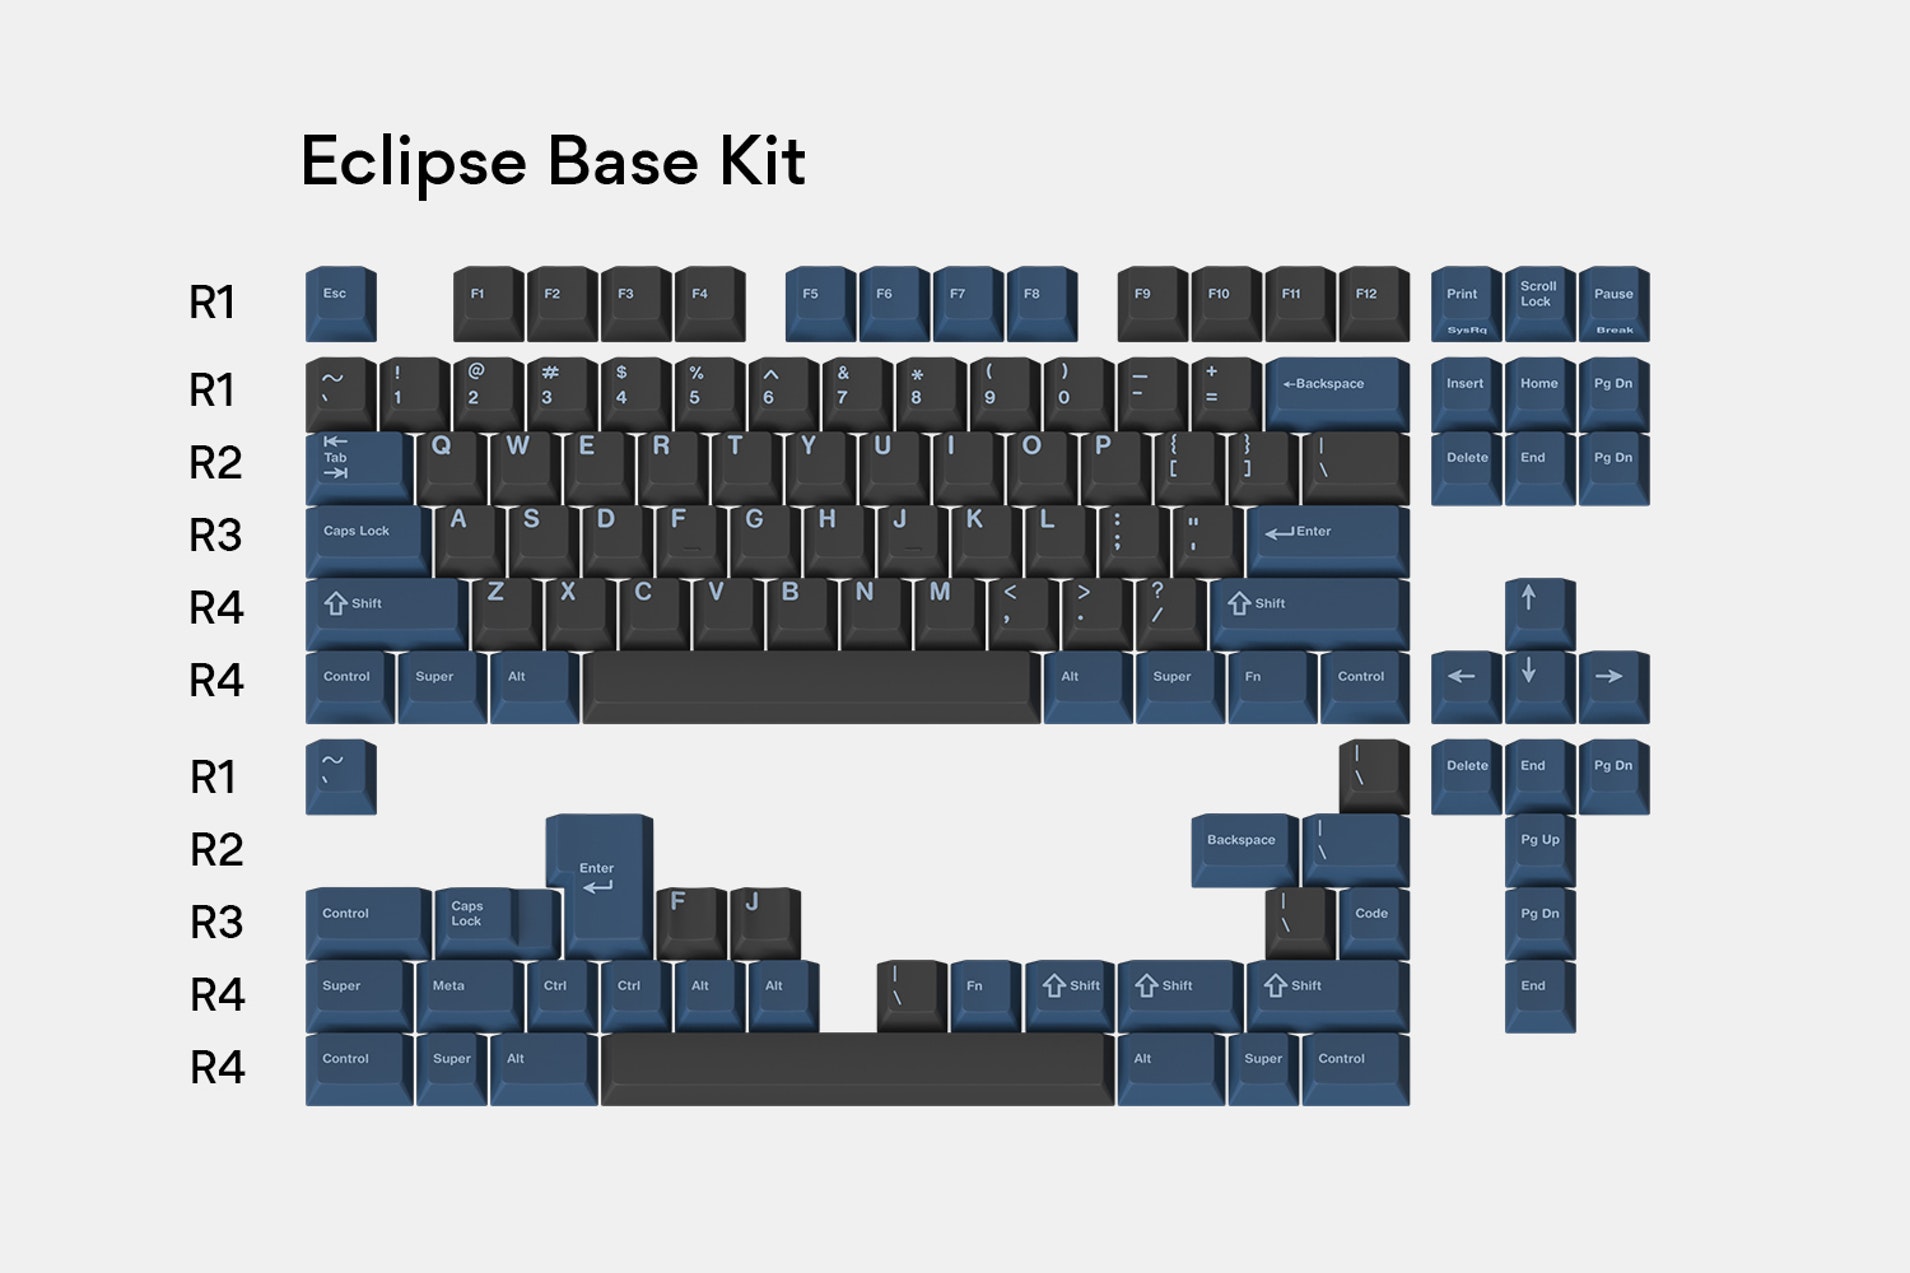 Eclipse Base Kit
R1 Esc F1 F2 F3 F4 F5 F6 F7 F8 F9 F10 F11 F12 Print SysRq Scroll Lock Pause Break
R1 ~ ` ! 1 @ 2 # 3 $ 4 % 5 ^ 6 & 7 * 8 ( 9 ) 0 — - + = ←Backspace Insert Home Pg Dn
R2 Tab Q W E R T Y U I O P { [ } ] | \ Delete End Pg Dn
R3 Caps Lock A S D F G H J K L : ; " ' Enter
R4 Shift Z X C V B N M < , > . ? / Shift ↑
R4 Control Super Alt Alt Super Fn Control ← ↓ →
R1 ~ ` | \ Delete End Pg Dn
R2 Enter Backspace | \ Pg Up
R3 Control Caps Lock F J | \ Code Pg Dn
R4 Super Meta Ctrl Ctrl Alt Alt | \ Fn Shift Shift Shift End
R4 Control Super Alt Alt Super Control